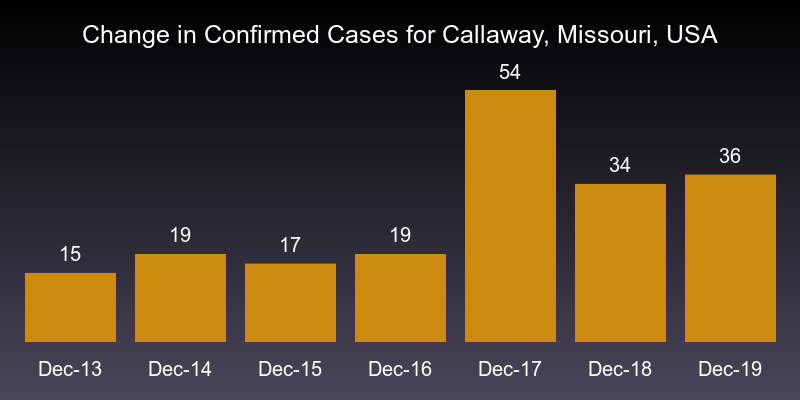 Change in Confirmed Cases for Callaway, Missouri, USA
15 19 17 19 54 34 36
Dec-13 Dec-14 Dec-15 Dec-16 Dec-17 Dec-18 Dec-19